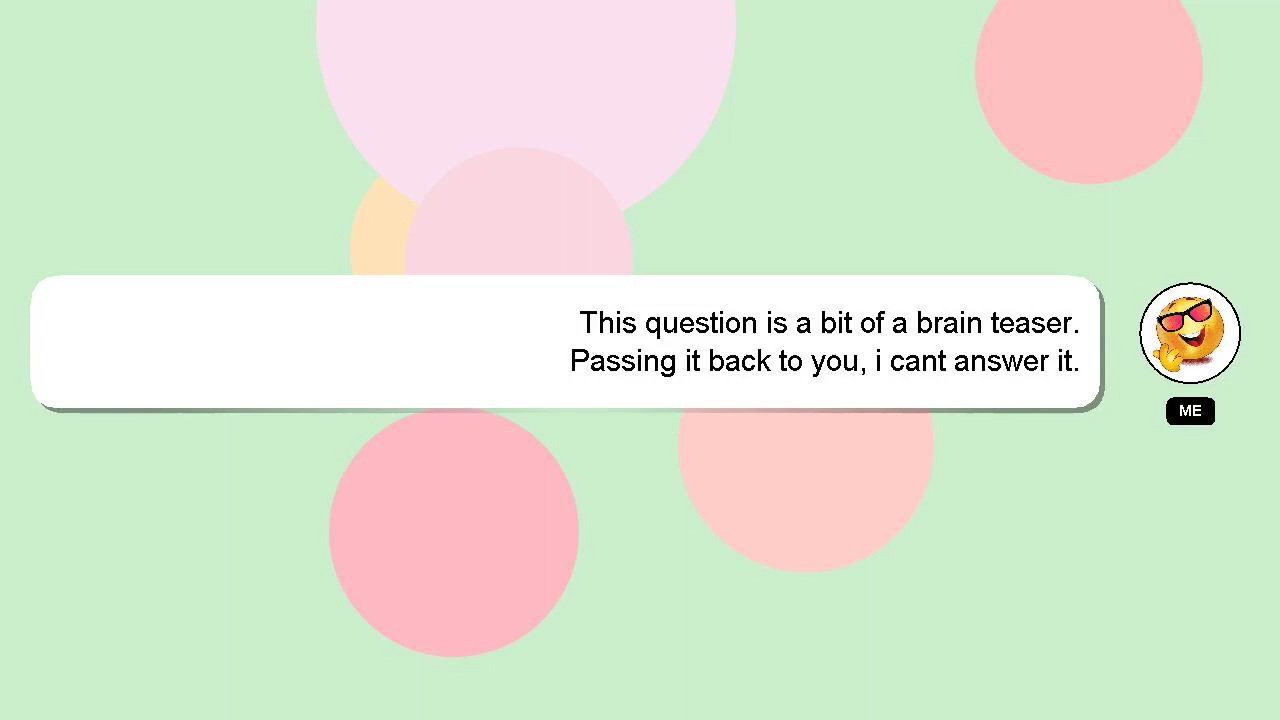 This question is a bit of a brain teaser.
Passing it back to you, i cant answer it.
ME